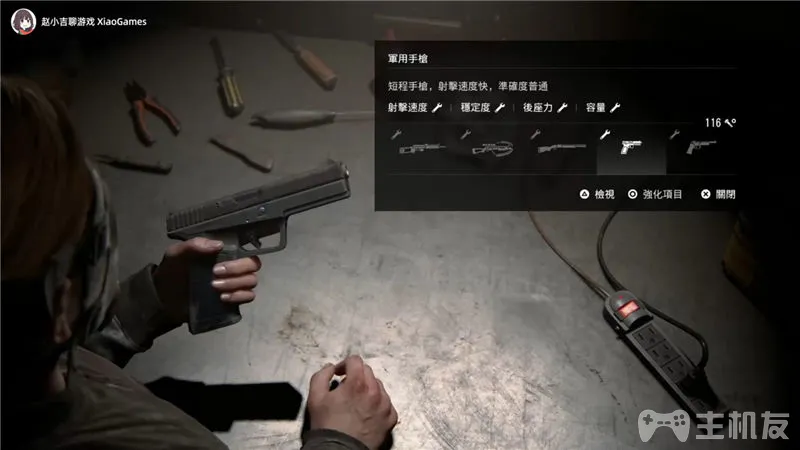 赵小吉聊游戏 XiaoGames
軍用手槍
短程手槍，射擊速度快，準確度普通
射擊速度 穩定度 後座力 容量
116
檢視 強化項目 關閉
主机友